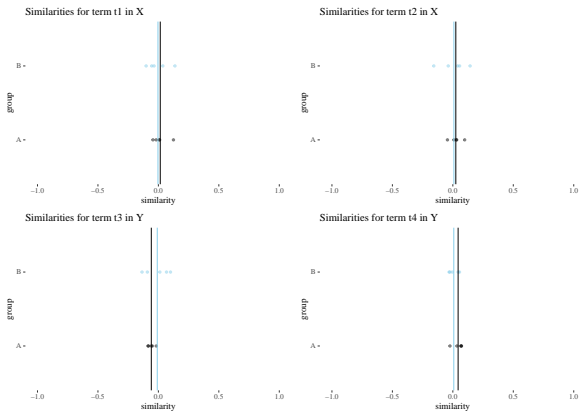 Similarities for term t1 in X
group
B
A
−1.0 −0.5 0.0 0.5 1.0
similarity
Similarities for term t2 in X
group
B
A
−1.0 −0.5 0.0 0.5 1.0
similarity
Similarities for term t3 in Y
group
B
A
−1.0 −0.5 0.0 0.5 1.0
similarity
Similarities for term t4 in Y
group
B
A
−1.0 −0.5 0.0 0.5 1.0
similarity